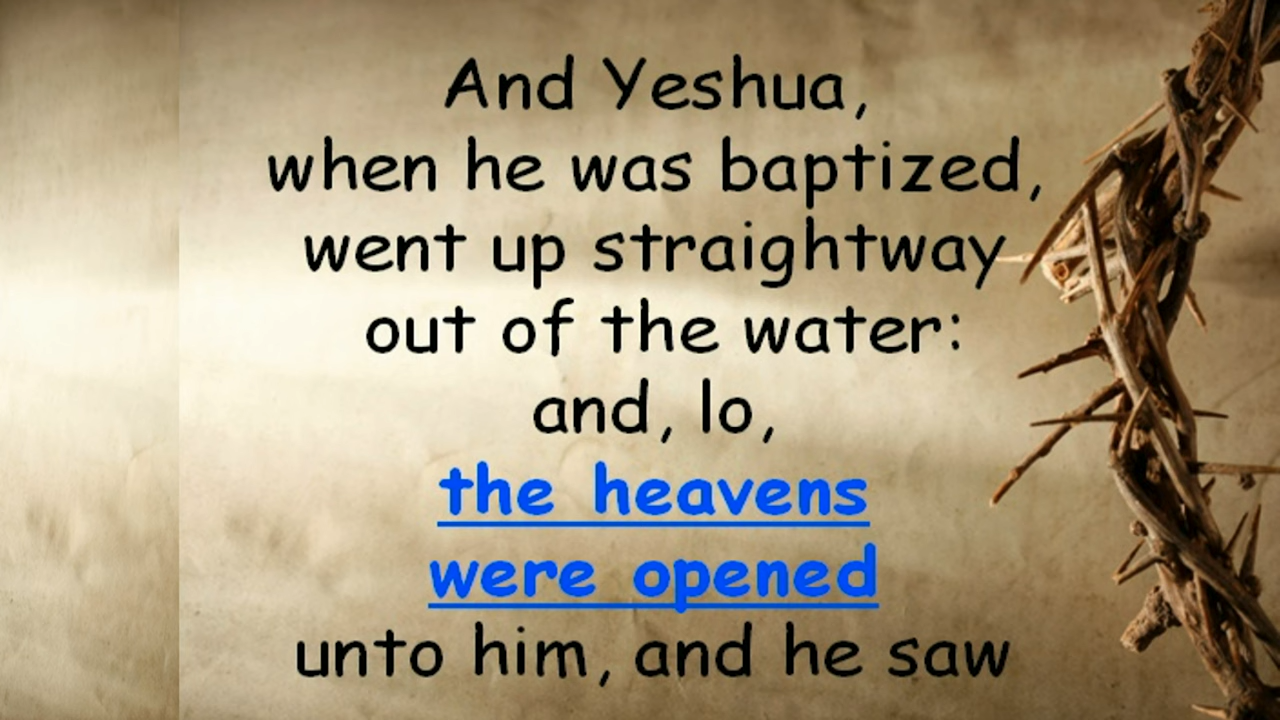 And Yeshua,
when he was baptized,
went up straightway
out of the water:
and, lo,
the heavens
were opened
unto him, and he saw